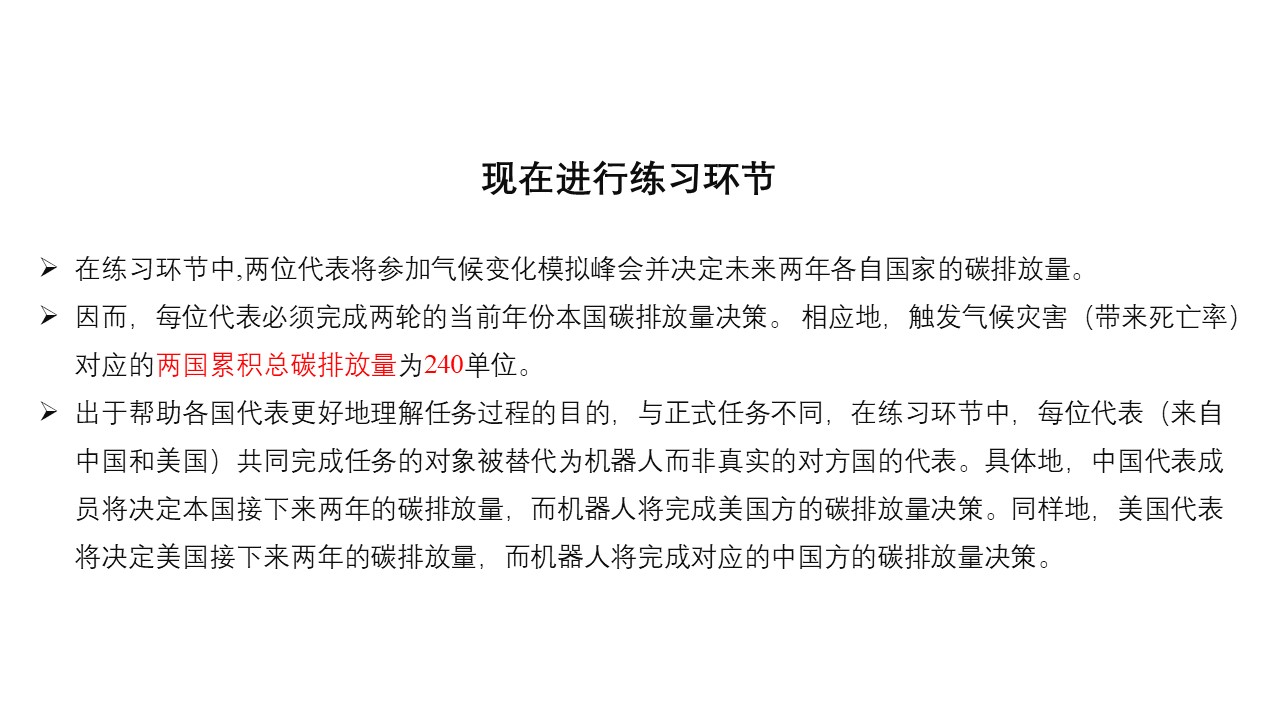 现在进行练习环节
➢ 在练习环节中,两位代表将参加气候变化模拟峰会并决定未来两年各自国家的碳排放量。
➢ 因而，每位代表必须完成两轮的当前年份本国碳排放量决策。 相应地，触发气候灾害（带来死亡率）
对应的两国累积总碳排放量为240单位。
➢ 出于帮助各国代表更好地理解任务过程的目的，与正式任务不同，在练习环节中，每位代表（来自
中国和美国）共同完成任务的对象被替代为机器人而非真实的对方国的代表。具体地，中国代表成
员将决定本国接下来两年的碳排放量，而机器人将完成美国方的碳排放量决策。同样地，美国代表
将决定美国接下来两年的碳排放量，而机器人将完成对应的中国方的碳排放量决策。